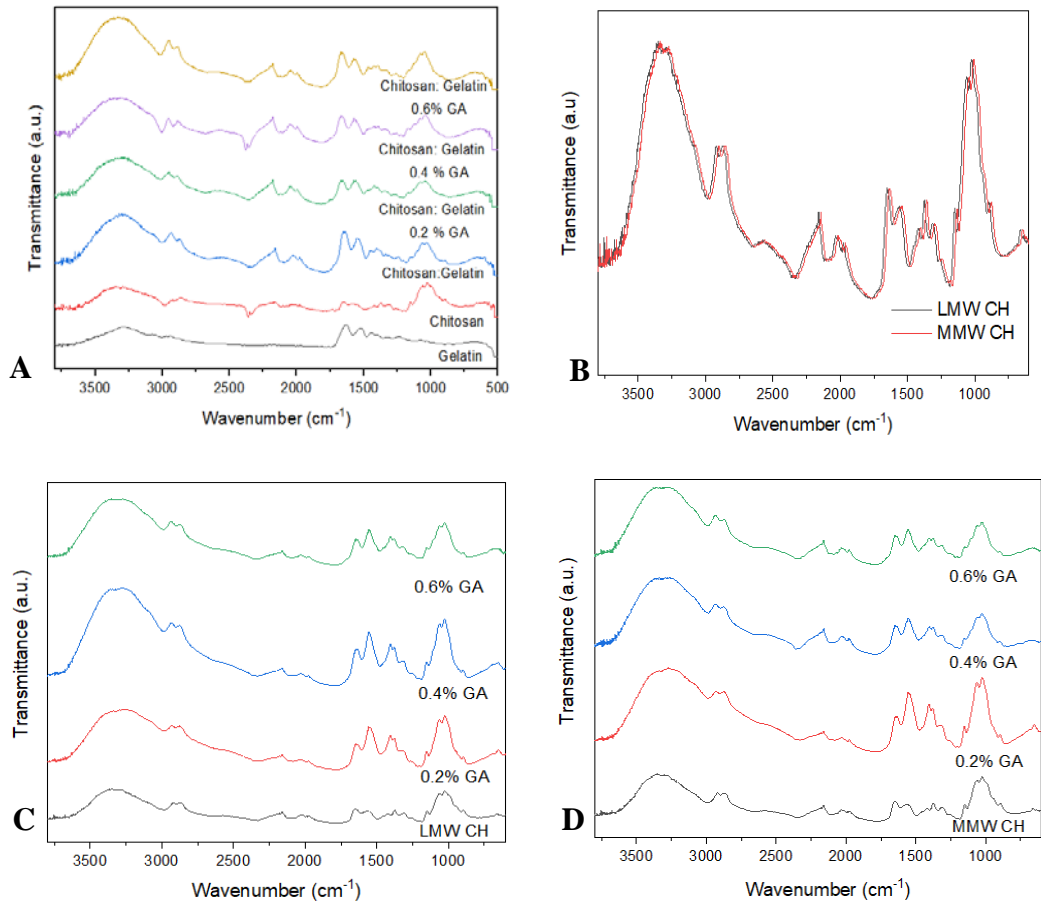 Transmittance (a.u.)
Chitosan: Gelatin
0.6% GA
Chitosan: Gelatin
0.4 % GA
Chitosan: Gelatin
0.2 % GA
Chitosan:Gelatin
Chitosan
Gelatin
3500 3000 2500 2000 1500 1000 500
Wavenumber (cm⁻¹)
A
Transmittance (a.u)
LMW CH
MMW CH
3500 3000 2500 2000 1500 1000
Wavenumber (cm⁻¹)
B
Transmittance (a.u.)
0.6% GA
0.4% GA
0.2% GA
LMW CH
3500 3000 2500 2000 1500 1000
Wavenumber (cm⁻¹)
C
Transmittance (a.u.)
0.6% GA
0.4% GA
0.2% GA
MMW CH
3500 3000 2500 2000 1500 1000
Wavenumber (cm⁻¹)
D